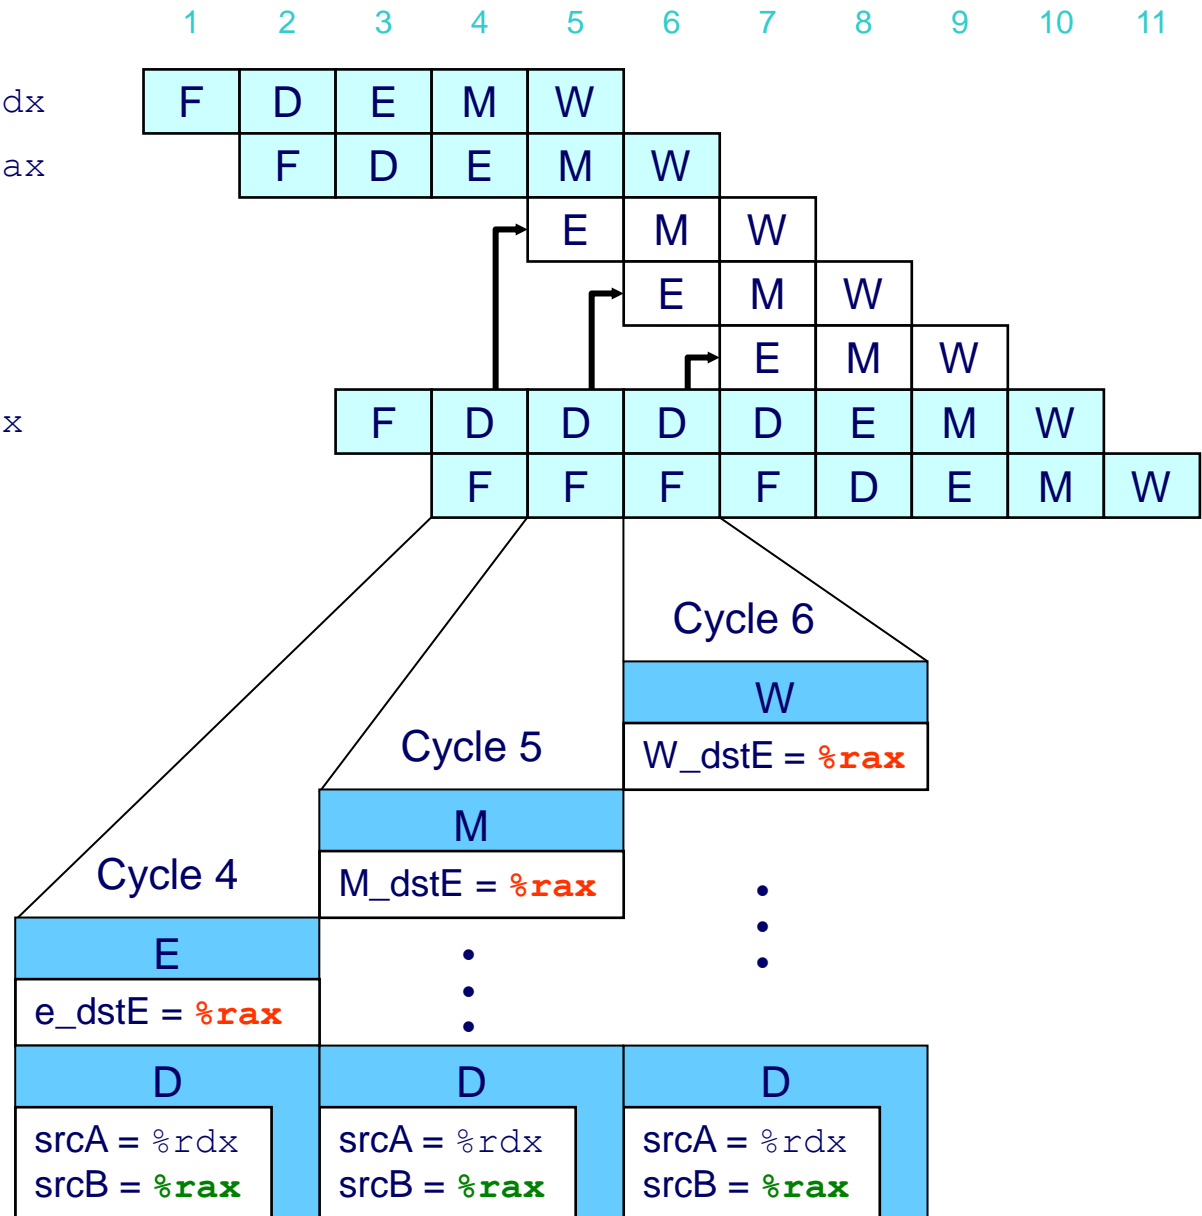 1 2 3 4 5 6 7 8 9 10 11
dx F D E M W
ax F D E M W
E M W
E M W
E M W
x F D D D D E M W
F F F F D E M W
Cycle 6
W
W_dstE = %rax
Cycle 5
M
M_dstE = %rax
Cycle 4
E
e_dstE = %rax
D D D
srcA = %rdx srcA = %rdx srcA = %rdx
srcB = %rax srcB = %rax srcB = %rax